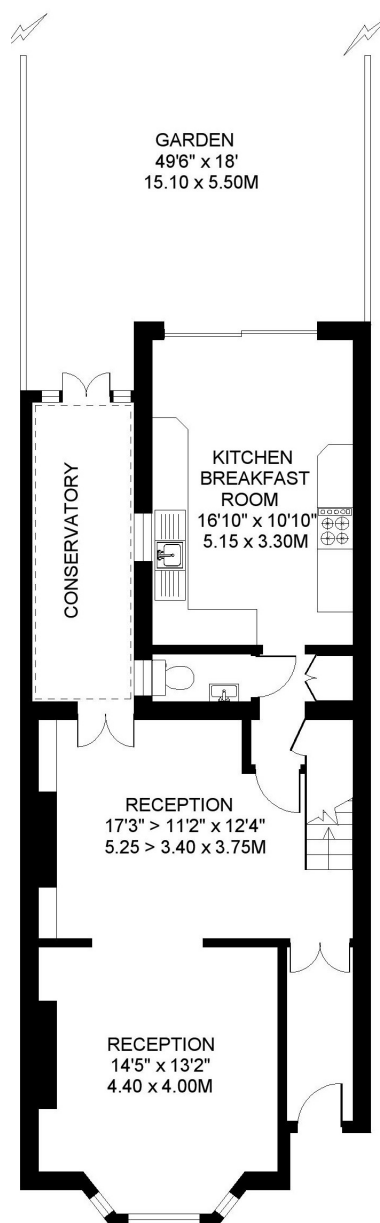 GARDEN
49'6" x 18'
15.10 x 5.50M
KITCHEN
BREAKFAST
ROOM
16'10" x 10'10"
5.15 x 3.30M
CONSERVATORY
RECEPTION
17'3" > 11'2" x 12'4"
5.25 > 3.40 x 3.75M
RECEPTION
14'5" x 13'2"
4.40 x 4.00M